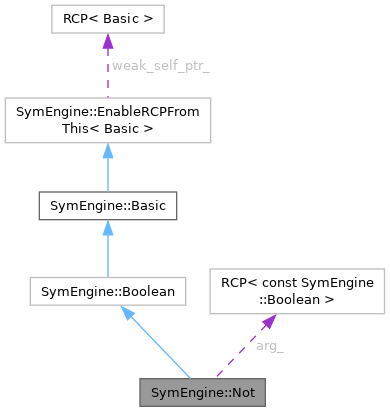 RCP< Basic >
weak_self_ptr_
SymEngine::EnableRCPFrom
This< Basic >
SymEngine::Basic
SymEngine::Boolean
RCP< const SymEngine
::Boolean >
arg_
SymEngine::Not